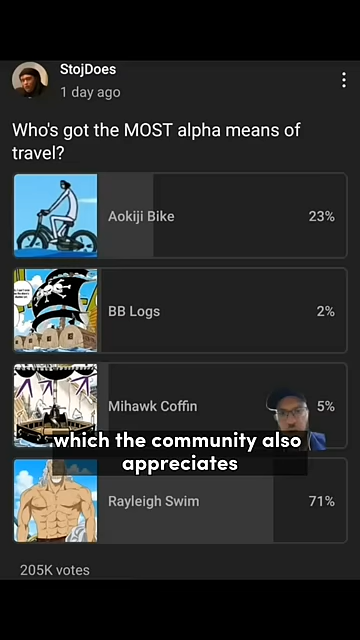 StojDoes
1 day ago
Who's got the MOST alpha means of
travel?
Aokiji Bike 23%
BB Logs 2%
Mihawk Coffin 5%
which the community also
appreciates
Rayleigh Swim 71%
205K votes